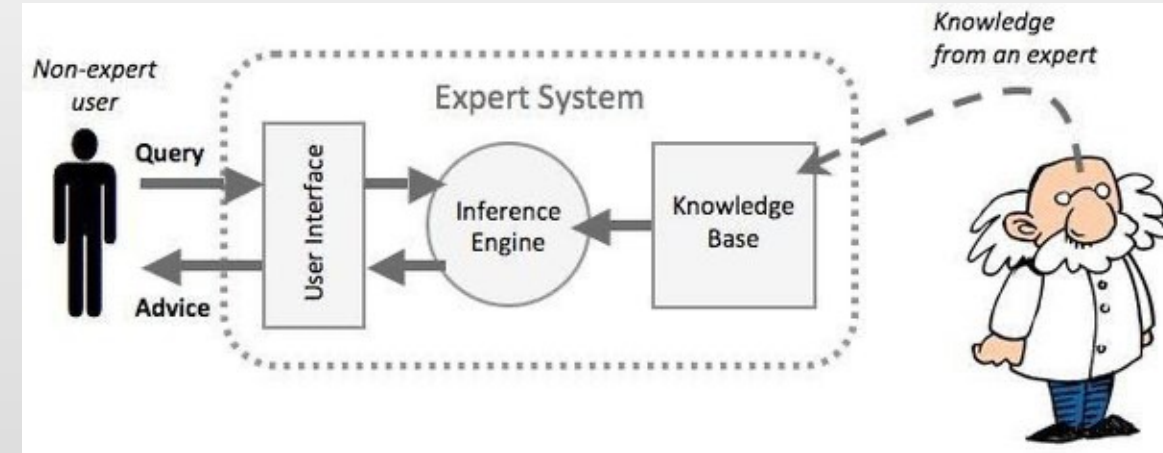 Knowledge
from an expert
Non-expert
user
Expert System
Query
User Interface
Inference
Engine
Knowledge
Base
Advice